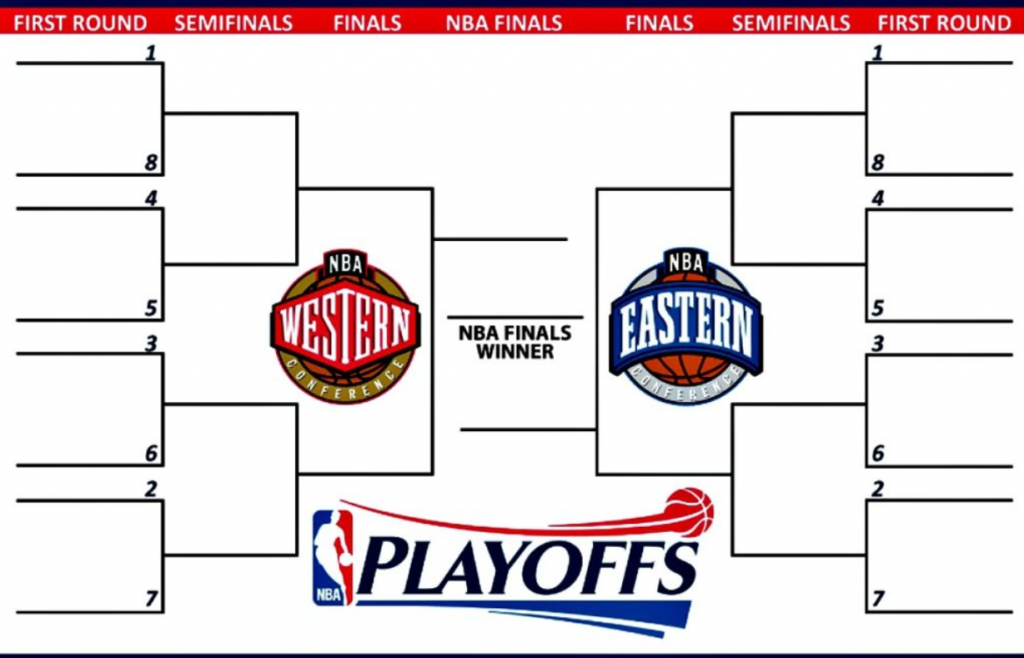 FIRST ROUND SEMIFINALS FINALS NBA FINALS FINALS SEMIFINALS FIRST ROUND
1 1
8 8
4 4
NBA NBA
5 5
WESTERN EASTERN
NBA FINALS
WINNER
3 3
CONFERENCE CONFERENCE
6 6
2 2
PLAYOFFS
NBA
7 7